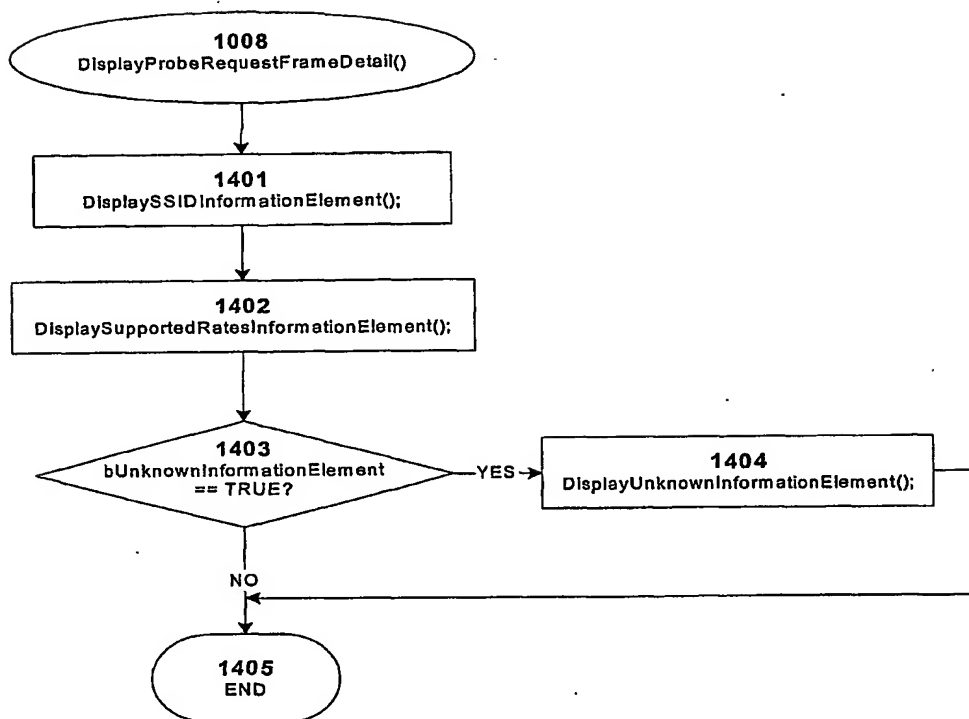 1008
DisplayProbeRequestFrameDetail()
1401
DisplaySSIDInformationElement();
1402
DisplaySupportedRatesInformationElement();
1403
bUnknownInformationElement
== TRUE?
YES
1404
DisplayUnknownInformationElement();
NO
1405
END